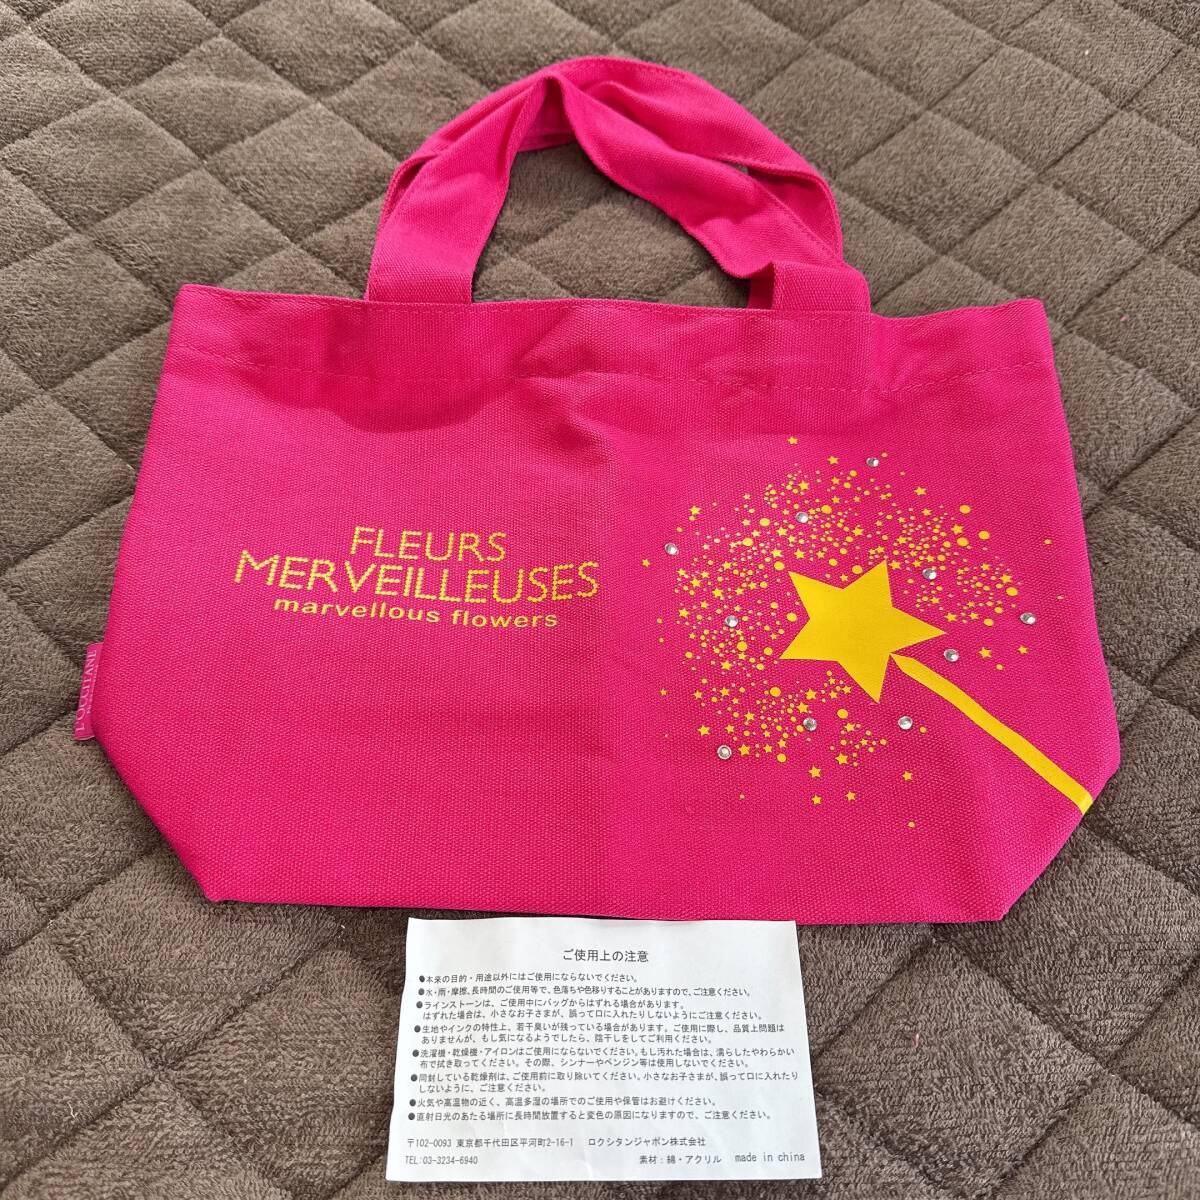 FLEURS
MERVEILLEUSES
marvellous flowers
L'OCCITANE
ご使用上の注意
●本来の目的・用途以外にはご使用にならないでください。
●水・雨・摩擦、長時間のご使用等で、色落ちや色移りすることがありますので、ご注意ください。
●ラインストーンは、ご使用中にバッグからはずれる場合があります。
はずれた場合は、小さなお子さまが、誤って口に入れたりしないようにご注意ください。
●生地やインクの特性上、若干臭いが残っている場合があります。ご使用に際し、品質上問題は
ありませんが、もし気になるようでしたら、陰干しをしてご利用ください。
●洗濯機・乾燥機・アイロンはご使用にならないでください。もし汚れた場合は、濡らしたやわらかい
布で拭き取ってください。その際、シンナーやベンジン等は使用しないでください。
●同封している乾燥剤は、ご使用前に取り除いてください。小さなお子さまが、誤って口に入れたり
しないように、ご注意ください。
●火気や高温物の近く、高温多湿の場所でのご使用や保管はお避けください。
●直射日光のあたる場所に長時間放置すると変色の原因になりますので、ご注意ください。
〒102-0093 東京都千代田区平河町2-16-1 ロクシタンジャポン株式会社
TEL:03-3234-6940 素材：綿・アクリル made in china